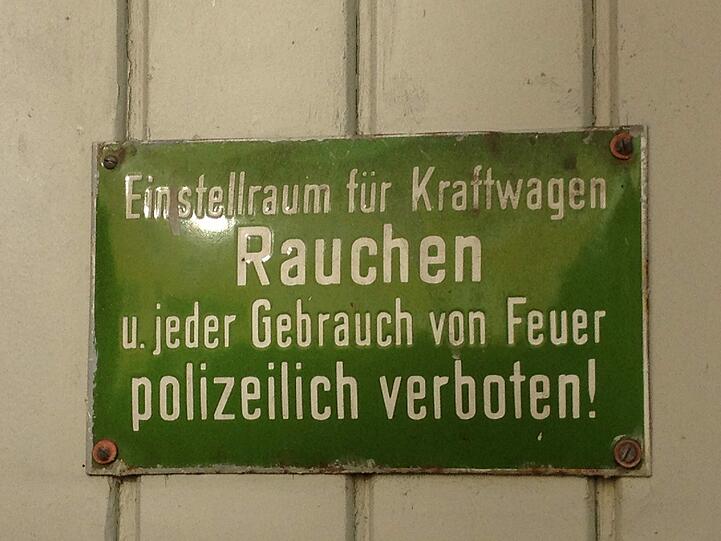 Einstellraum für Kraftwagen
Rauchen
u. jeder Gebrauch von Feuer
polizeilich verboten!